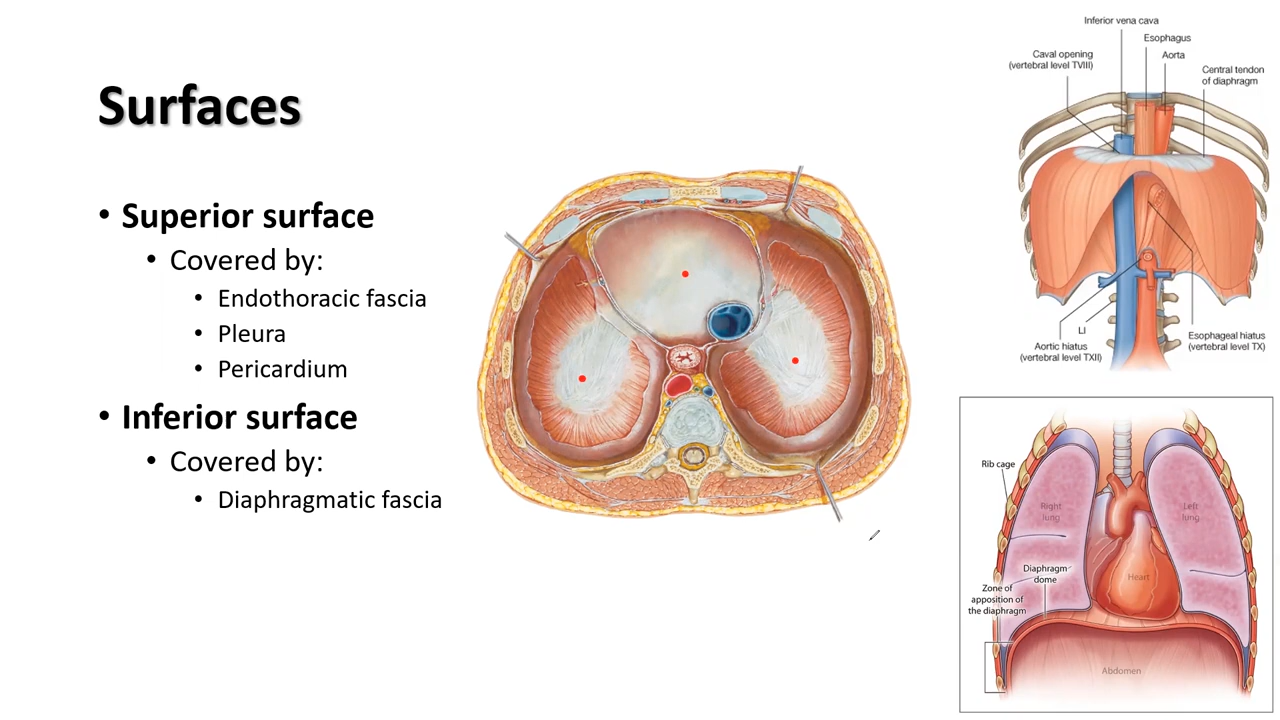 Surfaces
• Superior surface
• Covered by:
• Endothoracic fascia
• Pleura
• Pericardium
• Inferior surface
• Covered by:
• Diaphragmatic fascia
Inferior vena cava
Esophagus
Aorta
Caval opening
(vertebral level TVIII)
Central tendon
of diaphragm
LI
Aortic hiatus
(vertebral level TXII)
Esophageal hiatus
(vertebral level TX)
Rib cage
Right
lung
Left
lung
Diaphragm
dome
Heart
Zone of
apposition of
the diaphragm
Abdomen